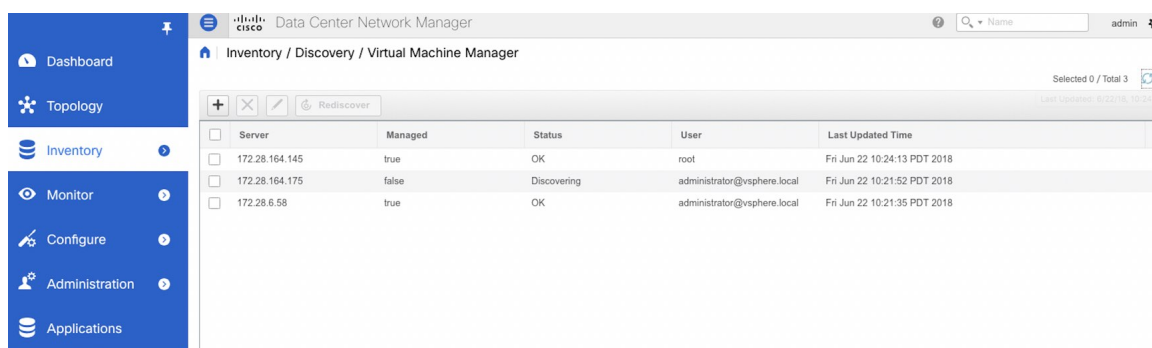 cisco Data Center Network Manager
Name
admin
Inventory / Discovery / Virtual Machine Manager
Dashboard
Topology
Inventory
Monitor
Configure
Administration
Applications
Selected 0 / Total 3
Rediscover
Server Managed Status User Last Updated Time
172.28.164.145 true OK root Fri Jun 22 10:24:13 PDT 2018
172.28.164.175 false Discovering administrator@vsphere.local Fri Jun 22 10:21:52 PDT 2018
172.28.6.58 true OK administrator@vsphere.local Fri Jun 22 10:21:35 PDT 2018